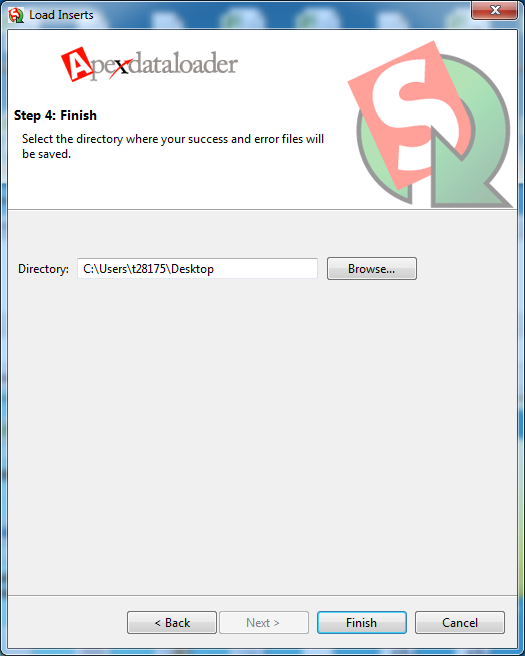 Load Inserts
Apexdataloader
S
Step 4: Finish
Select the directory where your success and error files will
be saved.
Directory: C:\Users\t28175\Desktop Browse...
< Back Next > Finish Cancel